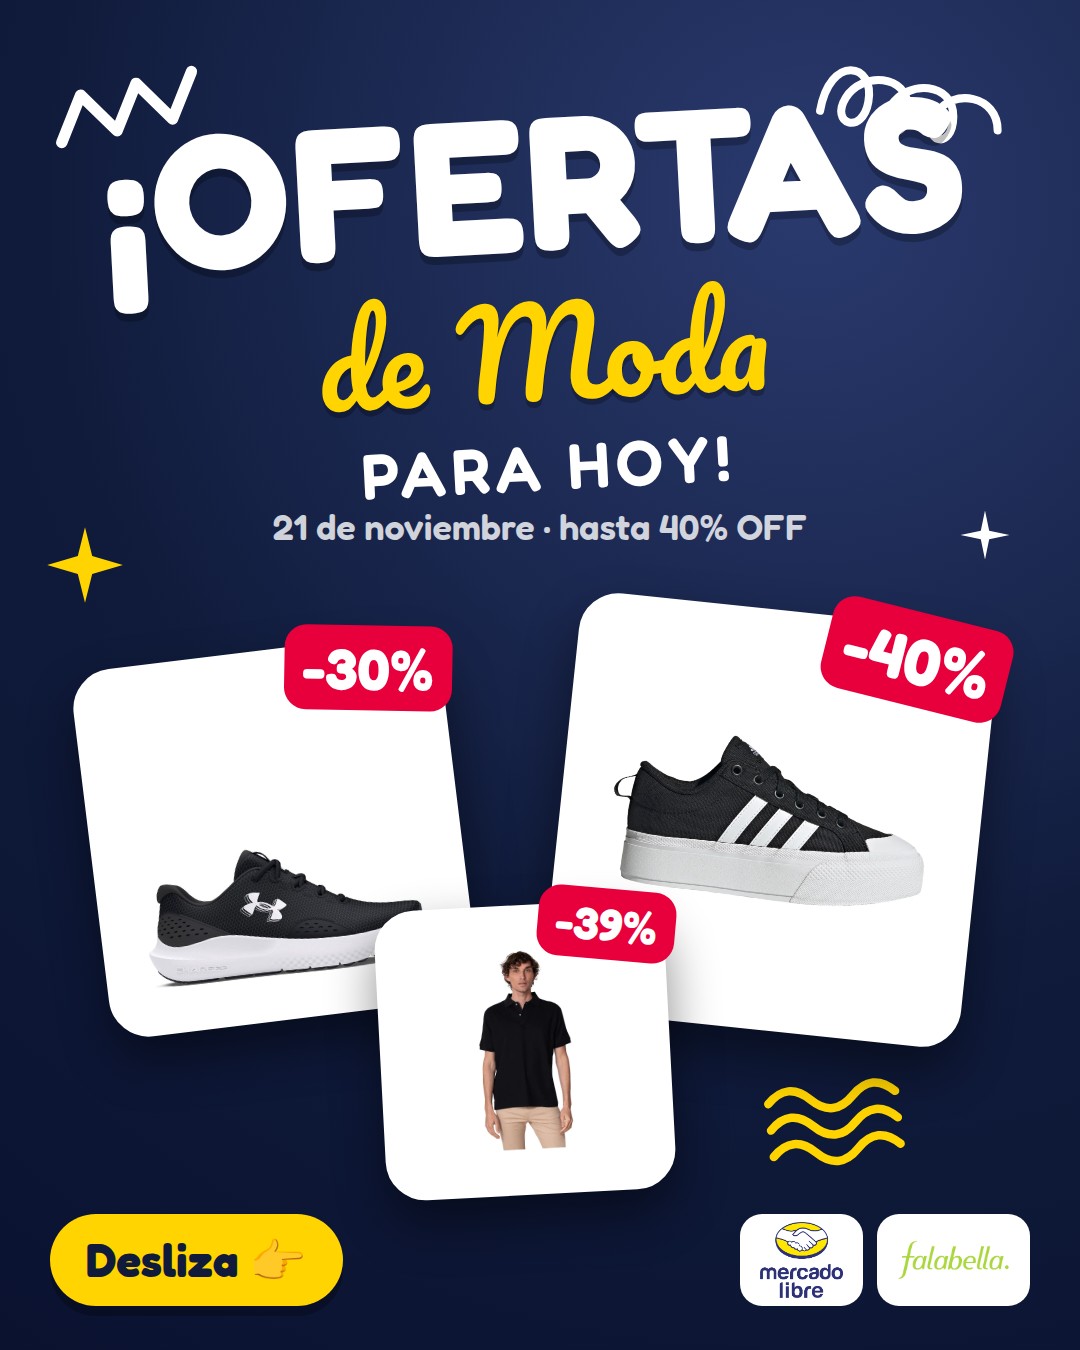 ¡OFERTAS
de Moda
PARA HOY!
21 de noviembre · hasta 40% OFF
-30%
-40%
-39%
Desliza 👉
mercado
libre
falabella.